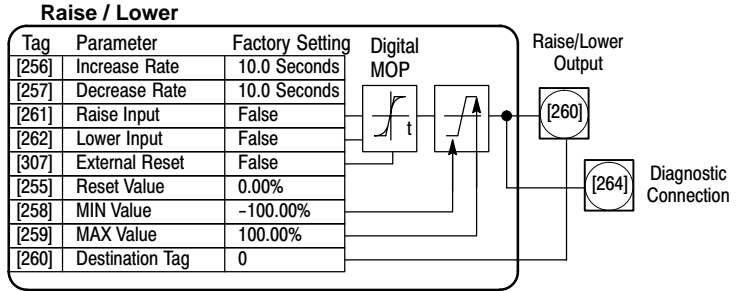 Raise / Lower
Tag Parameter Factory Setting
[256] Increase Rate 10.0 Seconds
[257] Decrease Rate 10.0 Seconds
[261] Raise Input False
[262] Lower Input False
[307] External Reset False
[255] Reset Value 0.00%
[258] MIN Value –100.00%
[259] MAX Value 100.00%
[260] Destination Tag 0
Digital
MOP
t
Raise/Lower
Output
[260]
[264]
Diagnostic
Connection